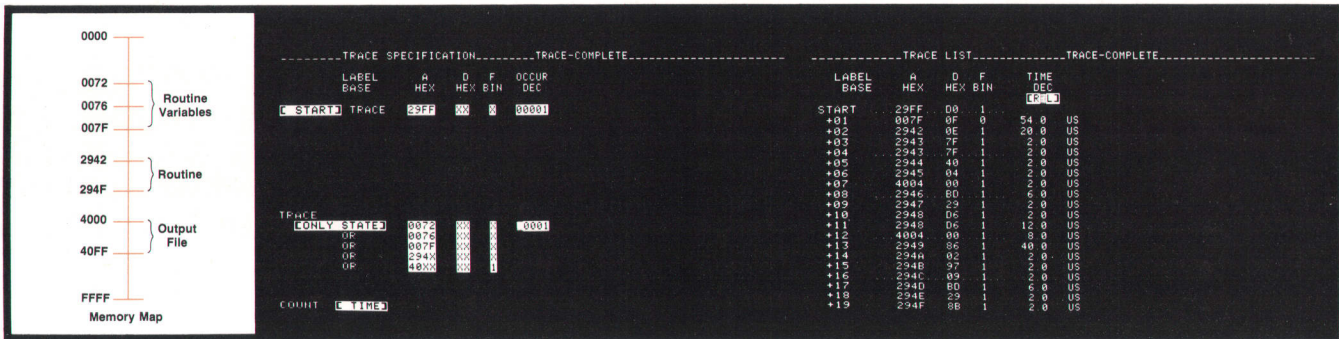 0000
0072
0076
007F
Routine
Variables
2942
294F
Routine
4000
40FF
Output
File
FFFF
Memory Map
TRACE SPECIFICATION TRACE-COMPLETE
LABEL A D F OCCUR
BASE HEX HEX BIN DEC
[ START] TRACE 29FF XX X 00001
TRACE
[ONLY STATE] 0072 XX X 0001
OR 0076 XX X
OR 007F XX X
OR 294X XX X
OR 40XX XX 1
COUNT [ TIME]
TRACE LIST TRACE-COMPLETE
LABEL A D F TIME
BASE HEX HEX BIN DEC
[REL]
START 29FF D0 1
+01 007F 0F 0 54.0 US
+02 2942 0E 1 20.0 US
+03 2943 7F 1 2.0 US
+04 2943 7F 1 2.0 US
+05 2944 40 1 2.0 US
+06 2945 04 1 2.0 US
+07 4004 00 1 2.0 US
+08 2946 BD 1 6.0 US
+09 2947 29 1 2.0 US
+10 2948 D6 1 2.0 US
+11 2948 D6 1 12.0 US
+12 4004 00 1 8.0 US
+13 2949 86 1 40.0 US
+14 294A 02 1 2.0 US
+15 294B 97 1 2.0 US
+16 294C 09 1 2.0 US
+17 294D BD 1 6.0 US
+18 294E 29 1 2.0 US
+19 294F 8B 1 2.0 US